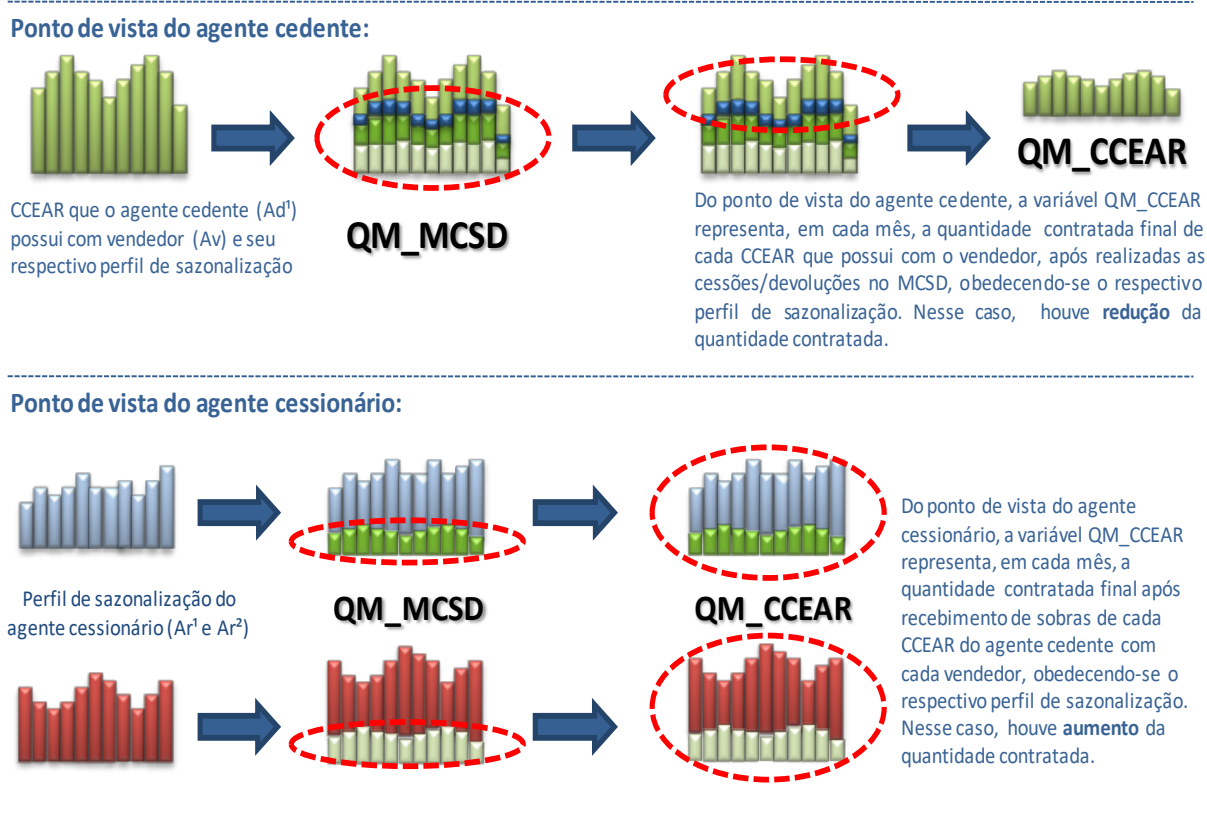 Ponto de vista do agente cedente:
CCEAR que o agente cedente (Ad¹)
possui com vendedor (Av) e seu
respectivo perfil de sazonalização
QM_MCSD
QM_CCEAR
Do ponto de vista do agente cedente, a variável QM_CCEAR
representa, em cada mês, a quantidade contratada final de
cada CCEAR que possui com o vendedor, após realizadas as
cessões/devoluções no MCSD, obedecendo-se o respectivo
perfil de sazonalização. Nesse caso, houve redução da
quantidade contratada.
Ponto de vista do agente cessionário:
Perfil de sazonalização do
agente cessionário (Ar¹ e Ar²)
QM_MCSD
QM_CCEAR
Do ponto de vista do agente
cessionário, a variável QM_CCEAR
representa, em cada mês, a
quantidade contratada final após
recebimento de sobras de cada
CCEAR do agente cedente com
cada vendedor, obedecendo-se o
respectivo perfil de sazonalização.
Nesse caso, houve aumento da
quantidade contratada.